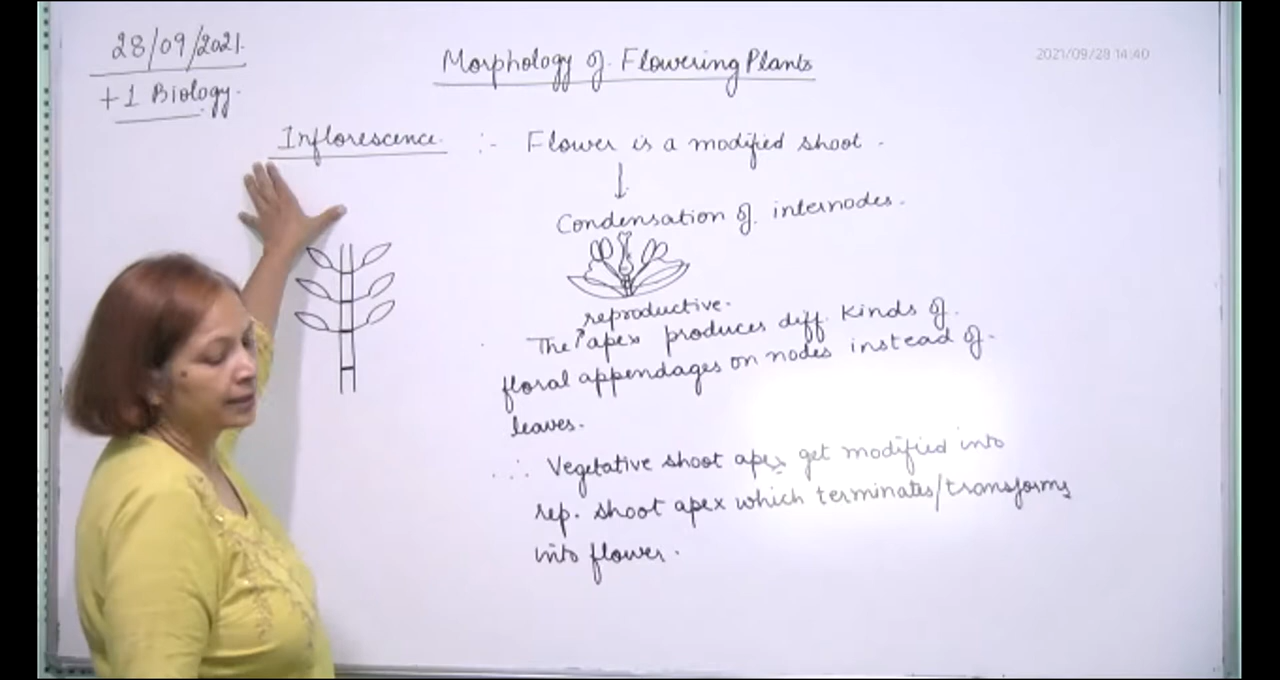 28/09/2021.
+1 Biology.
Morphology of Flowering Plants
2021/09/28 14:40
Inflorescence :- Flower is a modified shoot.
Condensation of internodes.
reproductive.
The apex produces diff. kinds of
floral appendages on nodes instead of
leaves.
∴ Vegetative shoot apex get modified into
rep. shoot apex which terminates/transforms
into flower.